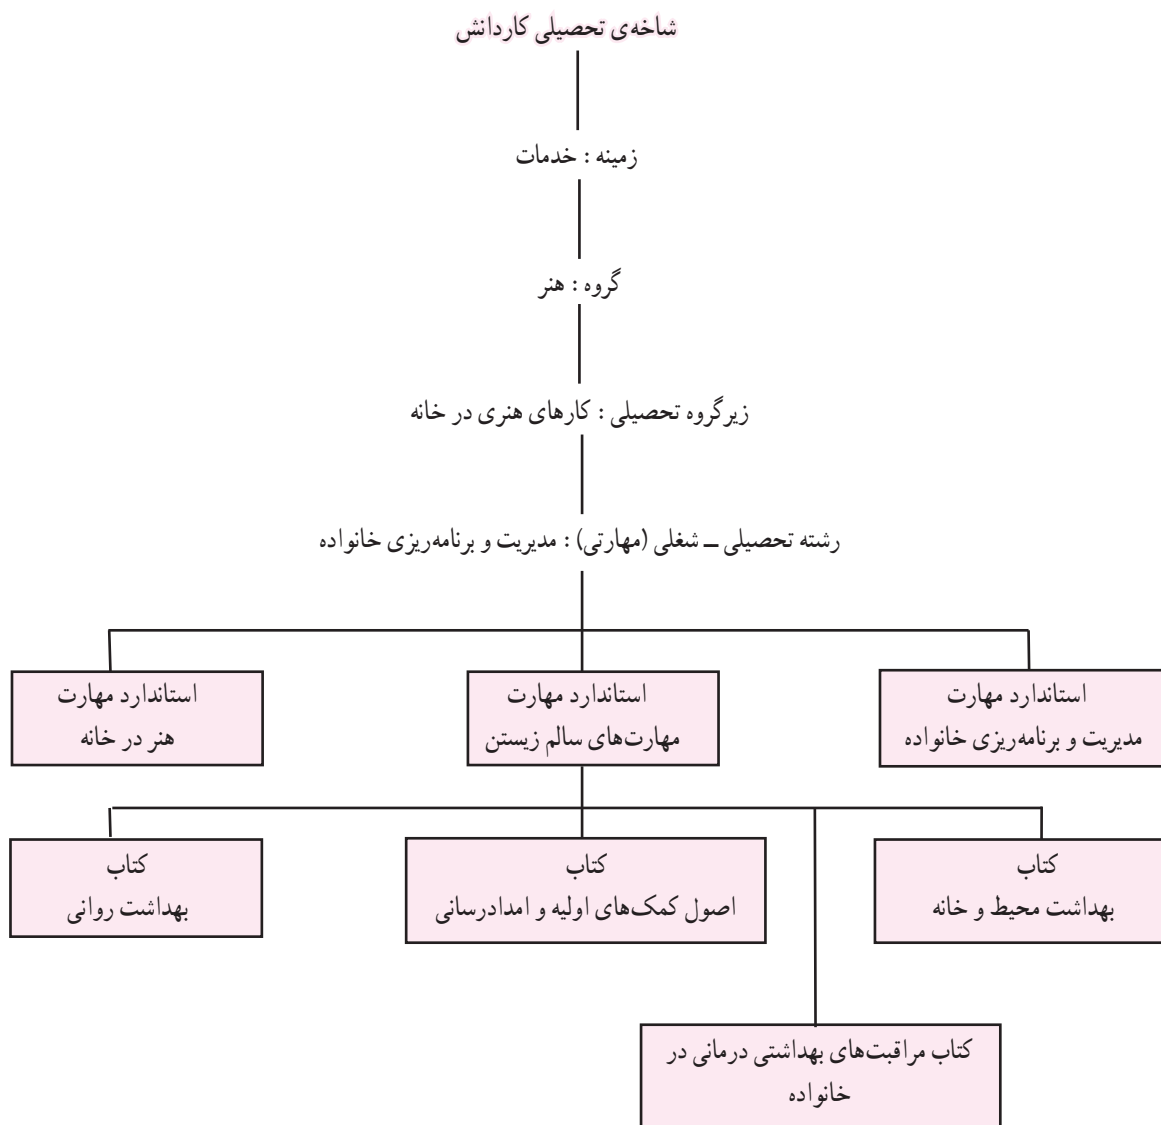 شاخه‌ی تحصیلی کاردانش
زمینه : خدمات
گروه : هنر
زیرگروه تحصیلی : کارهای هنری در خانه
رشته تحصیلی ــ شغلی (مهارتی) : مدیریت و برنامه‌ریزی خانواده
استاندارد مهارت
مدیریت و برنامه‌ریزی خانواده
استاندارد مهارت
مهارت‌های سالم زیستن
استاندارد مهارت
هنر در خانه
کتاب
بهداشت محیط و خانه
کتاب
اصول کمک‌های اولیه و امدادرسانی
کتاب
بهداشت روانی
کتاب مراقبت‌های بهداشتی درمانی در
خانواده